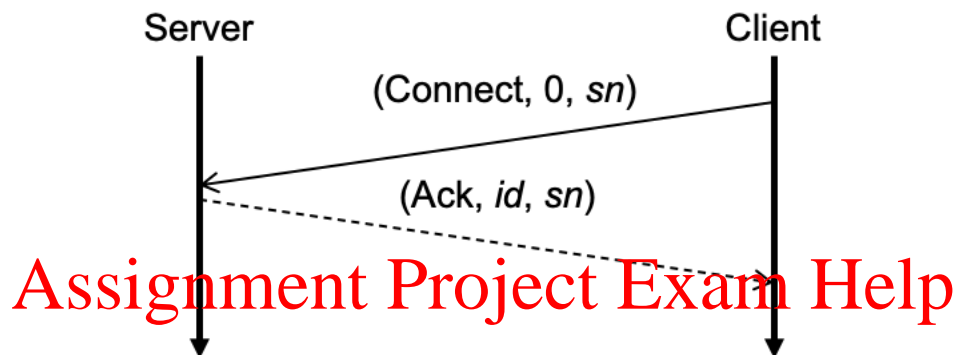 Server Client
(Connect, 0, sn)
(Ack, id, sn)
Assignment Project Exam Help